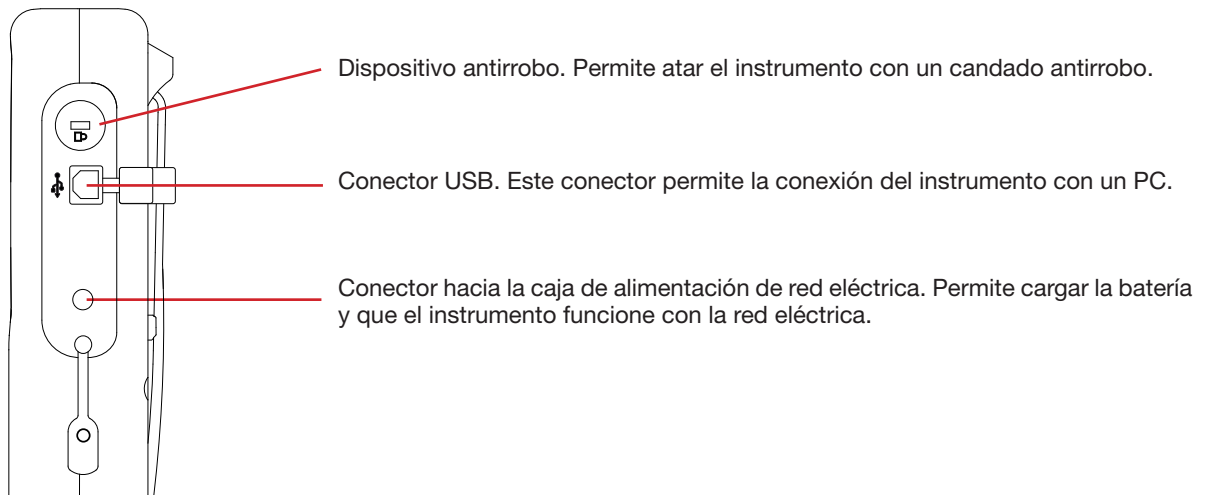 Dispositivo antirrobo. Permite atar el instrumento con un candado antirrobo.
Conector USB. Este conector permite la conexión del instrumento con un PC.
Conector hacia la caja de alimentación de red eléctrica. Permite cargar la batería
y que el instrumento funcione con la red eléctrica.